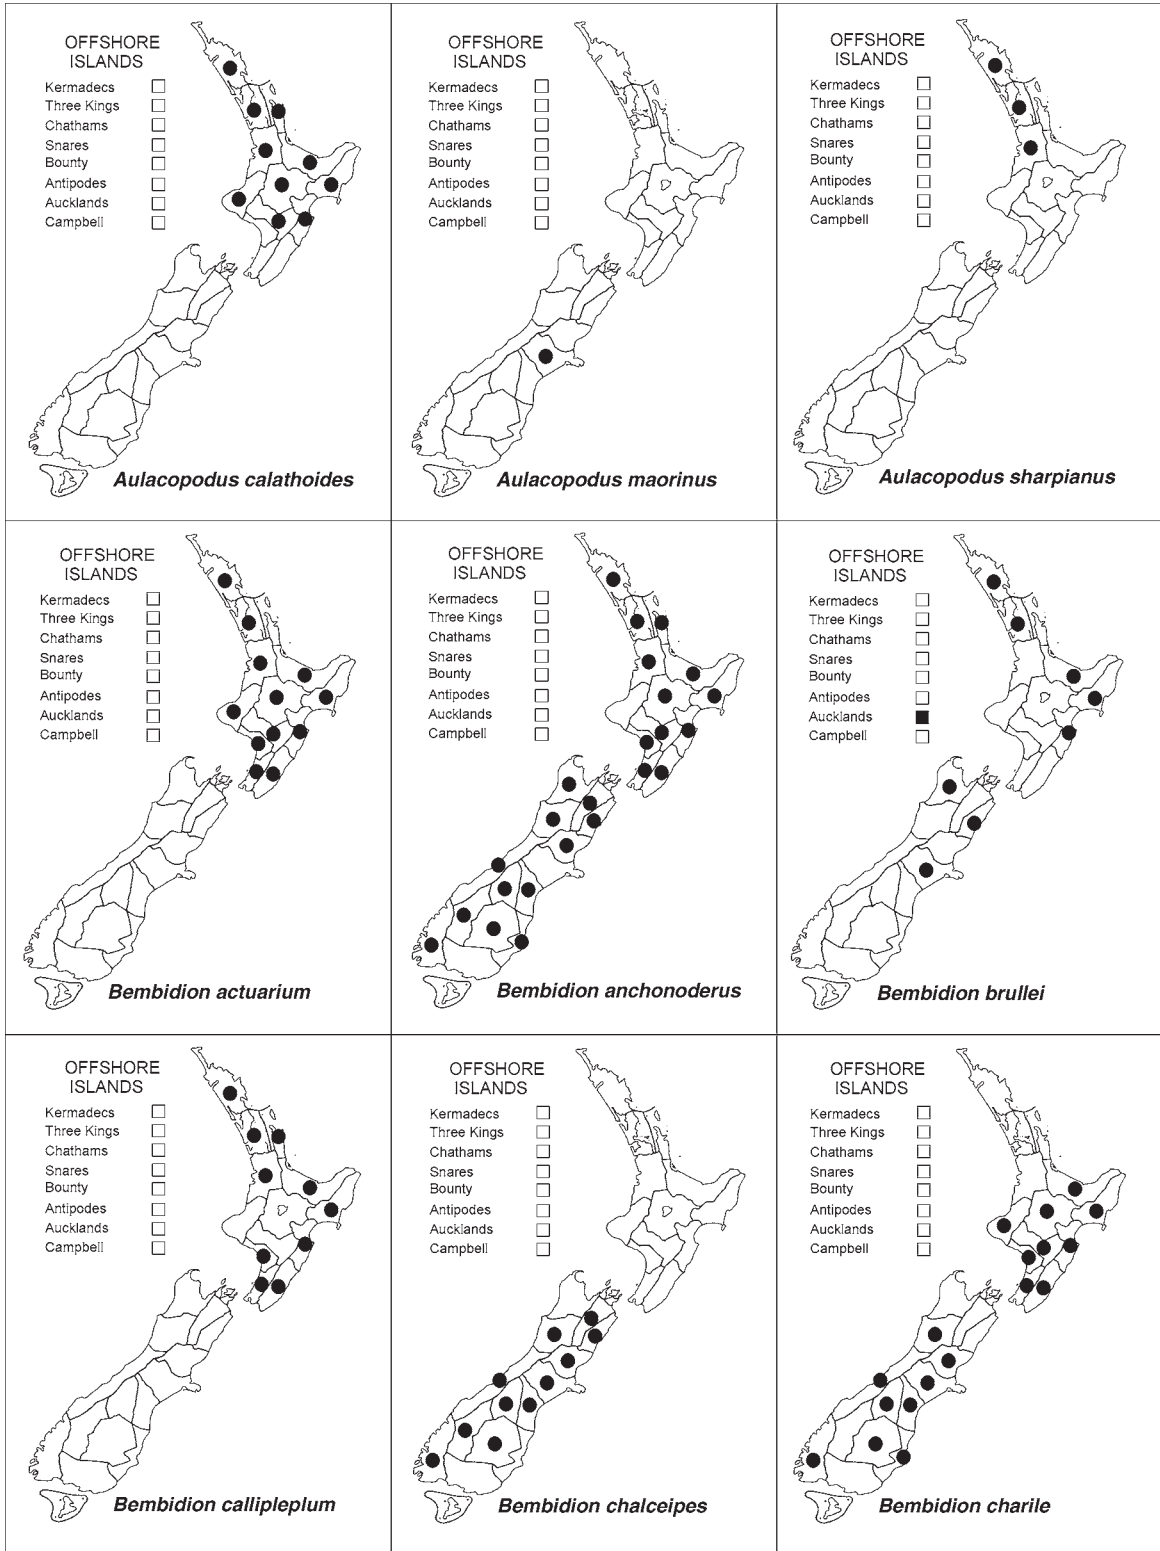 OFFSHORE
ISLANDS
Kermadecs
Three Kings
Chathams
Snares
Bounty
Antipodes
Aucklands
Campbell
Aulacopodus calathoides
OFFSHORE
ISLANDS
Kermadecs
Three Kings
Chathams
Snares
Bounty
Antipodes
Aucklands
Campbell
Aulacopodus maorinus
OFFSHORE
ISLANDS
Kermadecs
Three Kings
Chathams
Snares
Bounty
Antipodes
Aucklands
Campbell
Aulacopodus sharpianus
OFFSHORE
ISLANDS
Kermadecs
Three Kings
Chathams
Snares
Bounty
Antipodes
Aucklands
Campbell
Bembidion actuarium
OFFSHORE
ISLANDS
Kermadecs
Three Kings
Chathams
Snares
Bounty
Antipodes
Aucklands
Campbell
Bembidion anchonoderus
OFFSHORE
ISLANDS
Kermadecs
Three Kings
Chathams
Snares
Bounty
Antipodes
Aucklands
Campbell
Bembidion brullei
OFFSHORE
ISLANDS
Kermadecs
Three Kings
Chathams
Snares
Bounty
Antipodes
Aucklands
Campbell
Bembidion callipleplum
OFFSHORE
ISLANDS
Kermadecs
Three Kings
Chathams
Snares
Bounty
Antipodes
Aucklands
Campbell
Bembidion chalceipes
OFFSHORE
ISLANDS
Kermadecs
Three Kings
Chathams
Snares
Bounty
Antipodes
Aucklands
Campbell
Bembidion charile